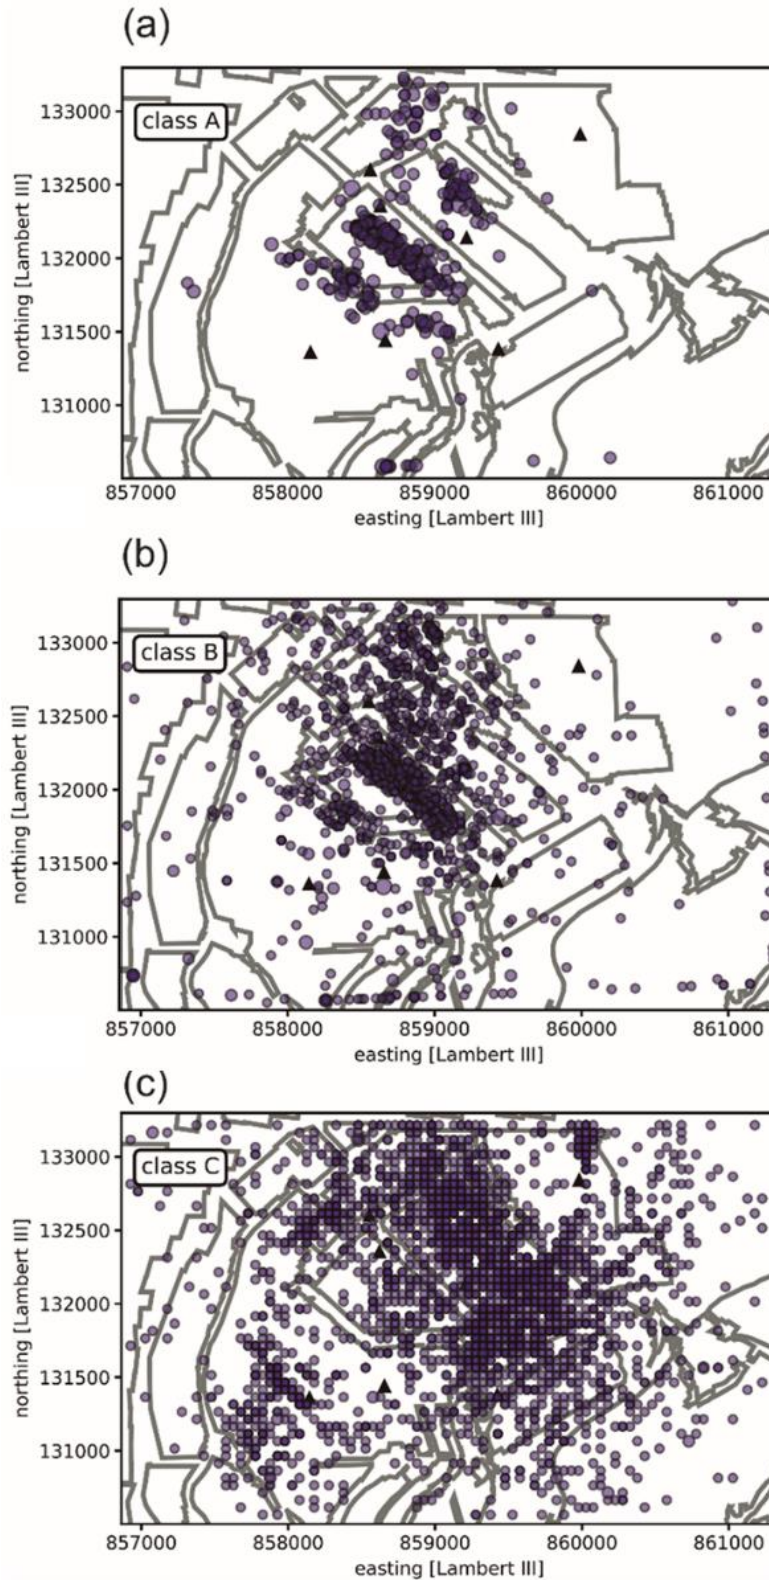 (a)
class A
133000
132500
132000
131500
131000
northing [Lambert III]
857000 858000 859000 860000 861000
easting [Lambert III]
(b)
class B
133000
132500
132000
131500
131000
northing [Lambert III]
857000 858000 859000 860000 861000
easting [Lambert III]
(c)
class C
133000
132500
132000
131500
131000
northing [Lambert III]
857000 858000 859000 860000 861000
easting [Lambert III]